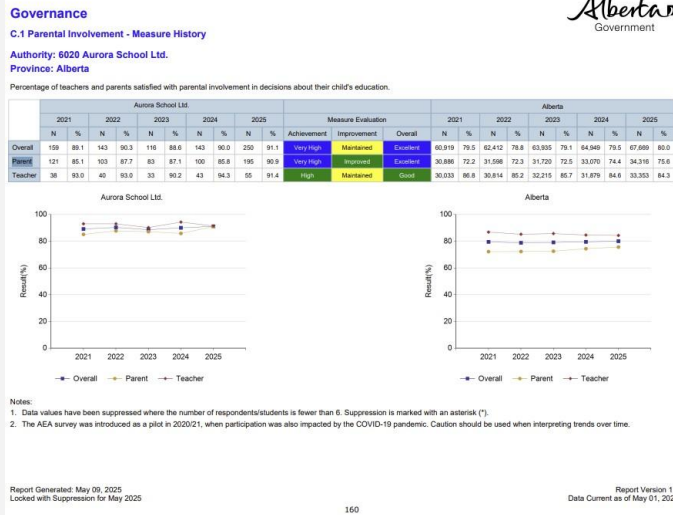 Governance
Alberta
Government
C.1 Parental Involvement - Measure History
Authority: 6020 Aurora School Ltd.
Province: Alberta
Percentage of teachers and parents satisfied with parental involvement in decisions about their child's education.
Aurora School Ltd. Alberta
2021 2022 2023 2024 2025 Measure Evaluation 2021 2022 2023 2024 2025
N % N % N % N % N % Achievement Improvement Overall N % N % N % N % N %
Overall 159 89.1 143 90.3 116 88.6 143 90.0 250 91.1 Very High Maintained Excellent 60,919 79.5 62,412 78.8 63,935 79.1 64,949 79.5 67,669 80.0
Parent 121 85.1 103 87.7 83 87.1 100 85.8 195 90.9 Very High Improved Excellent 30,886 72.2 31,598 72.3 31,720 72.5 33,070 74.4 34,316 75.6
Teacher 38 93.0 40 93.0 33 90.2 43 94.3 55 91.4 High Maintained Good 30,033 86.8 30,814 85.2 32,215 85.7 31,879 84.6 33,353 84.3
Aurora School Ltd.
Result(%)
100
80
60
40
20
0
2021 2022 2023 2024 2025
Overall Parent Teacher
Alberta
Result(%)
100
80
60
40
20
0
2021 2022 2023 2024 2025
Overall Parent Teacher
Notes:
1. Data values have been suppressed where the number of respondents/students is fewer than 6. Suppression is marked with an asterisk (*).
2. The AEA survey was introduced as a pilot in 2020/21, when participation was also impacted by the COVID-19 pandemic. Caution should be used when interpreting trends over time.
Report Generated: May 09, 2025 Report Version 1
Locked with Suppression for May 2025 Data Current as of May 01, 202
160